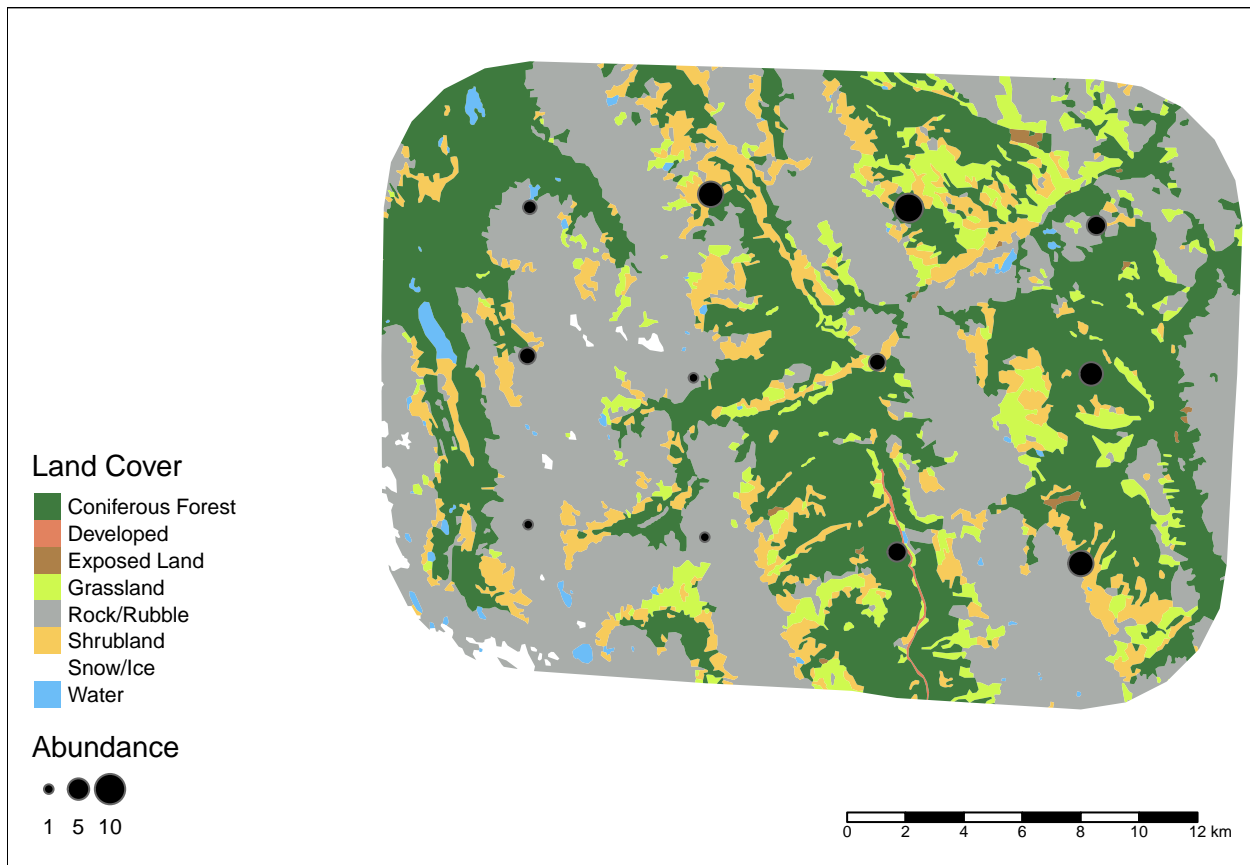 Land Cover
Coniferous Forest
Developed
Exposed Land
Grassland
Rock/Rubble
Shrubland
Snow/Ice
Water
Abundance
1 5 10
0 2 4 6 8 10 12 km